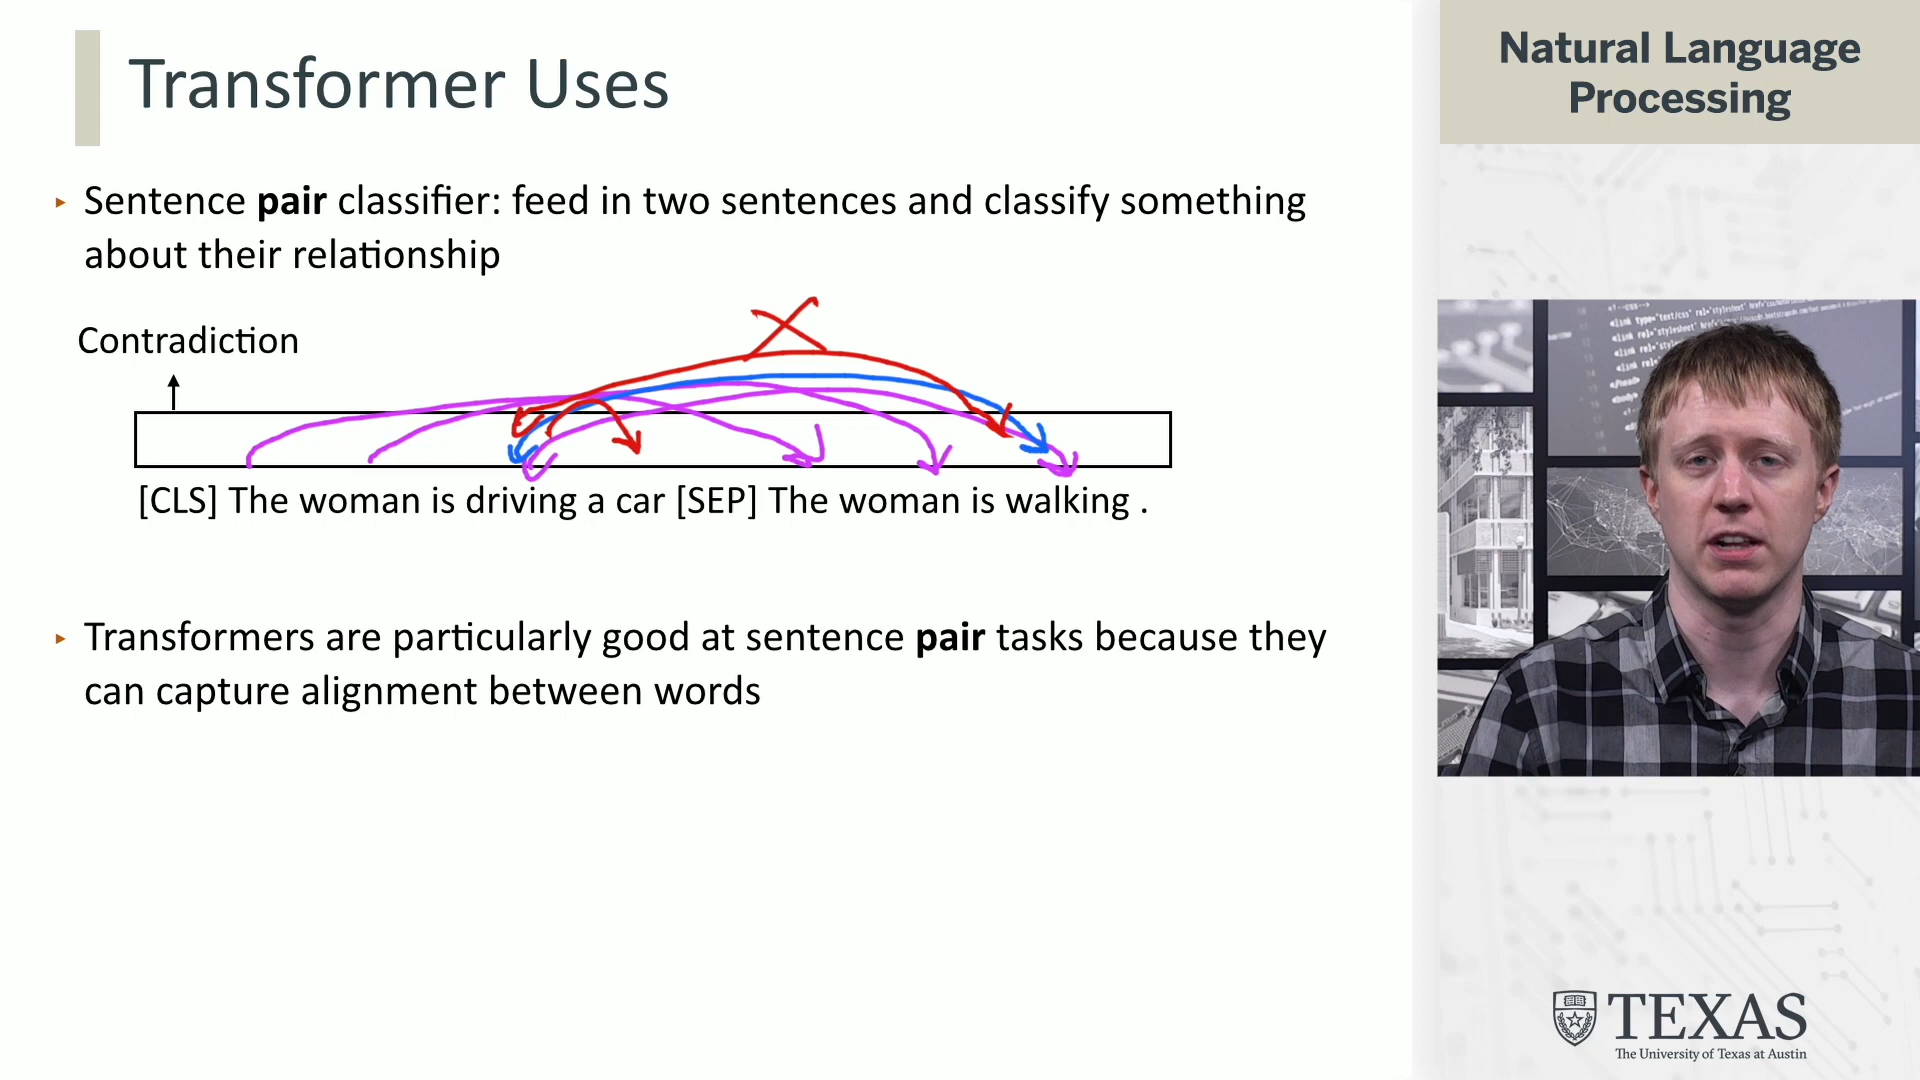 Transformer Uses
Natural Language
Processing
▸ Sentence pair classifier: feed in two sentences and classify something
about their relationship
Contradiction
[CLS] The woman is driving a car [SEP] The woman is walking .
▸ Transformers are particularly good at sentence pair tasks because they
can capture alignment between words
TEXAS
The University of Texas at Austin